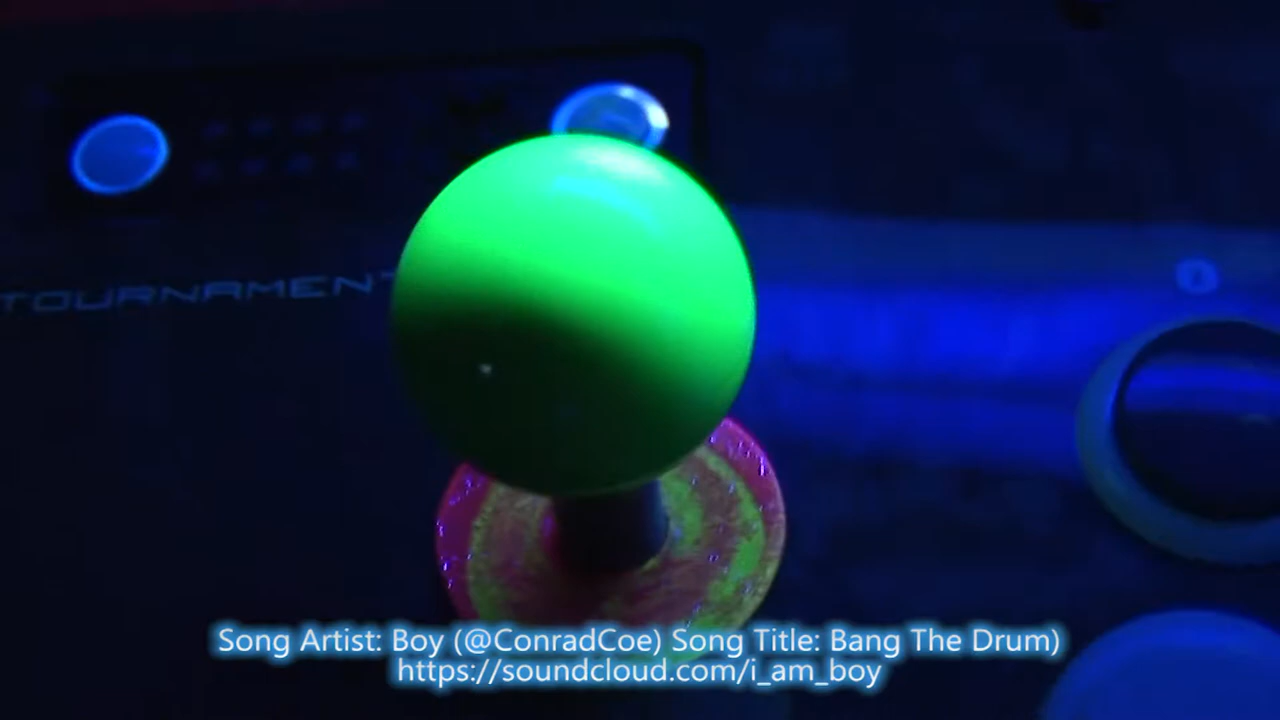 TOURNAMENT
Song Artist: Boy (@ConradCoe) Song Title: Bang The Drum)
https://soundcloud.com/i_am_boy